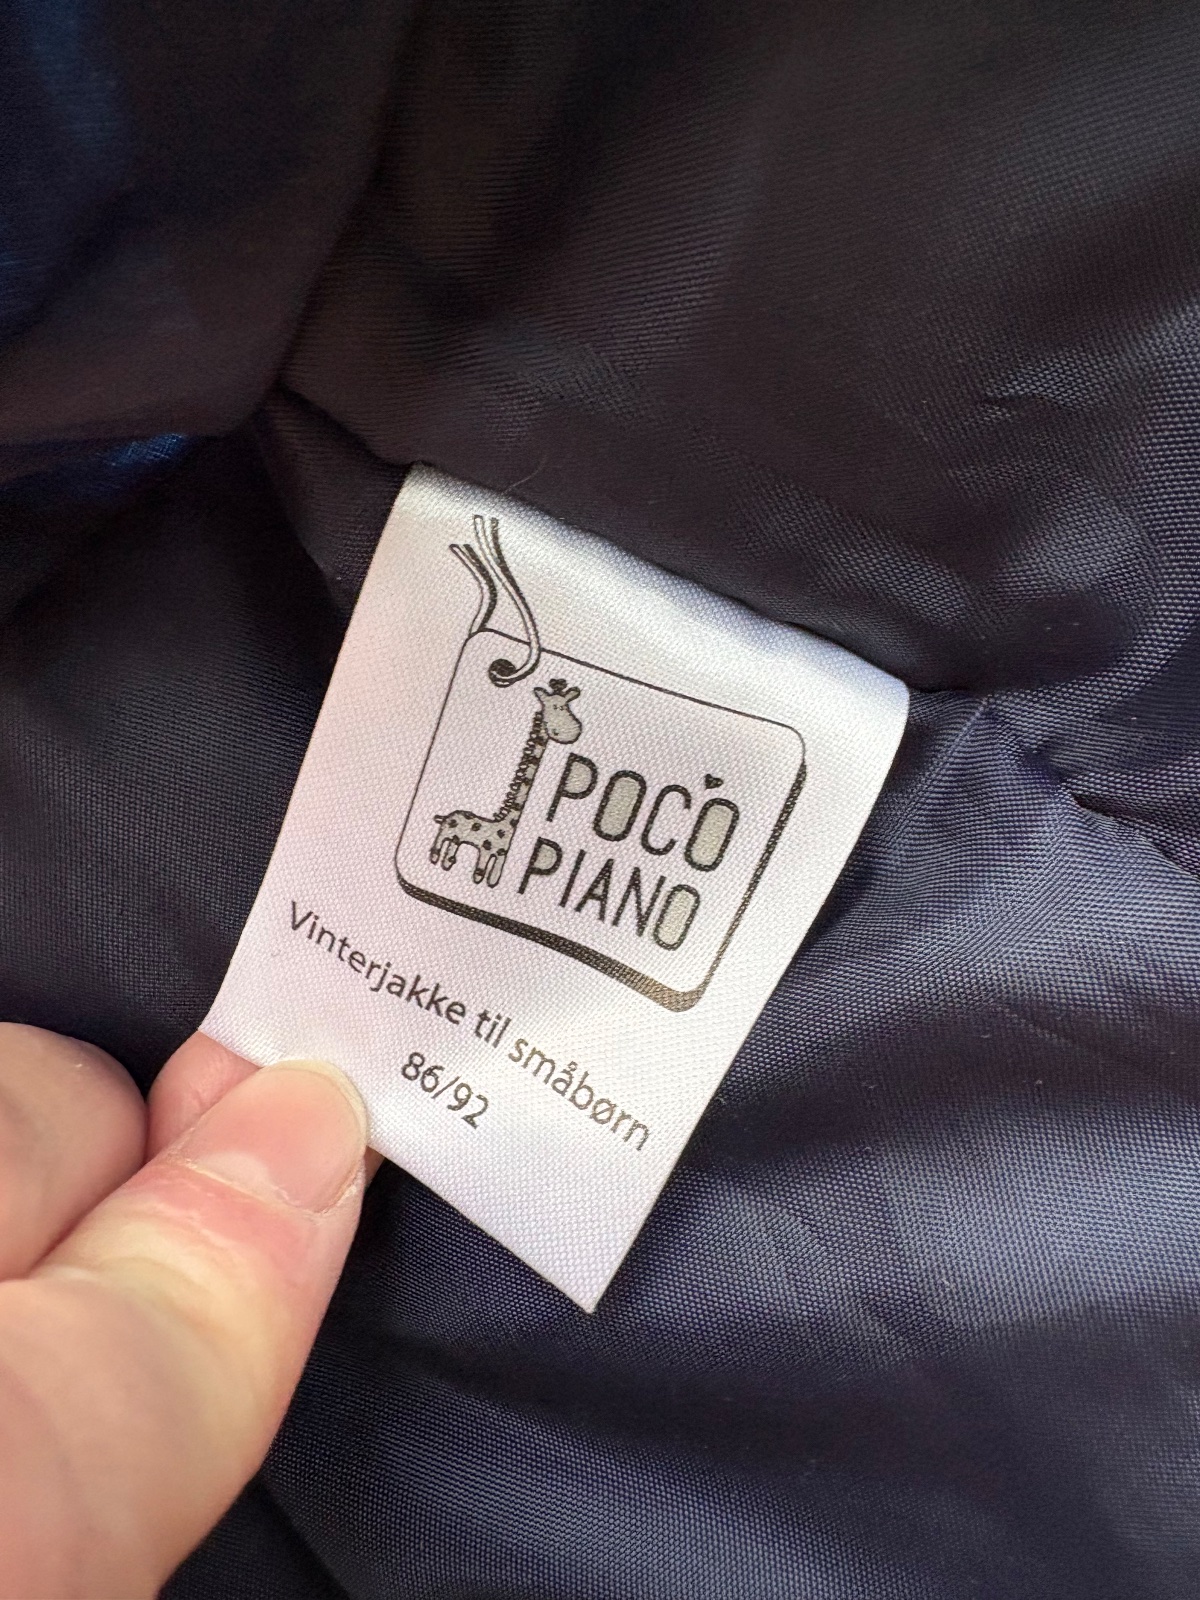 POCO
PIANO
Vinterjakke til småbørn
86/92